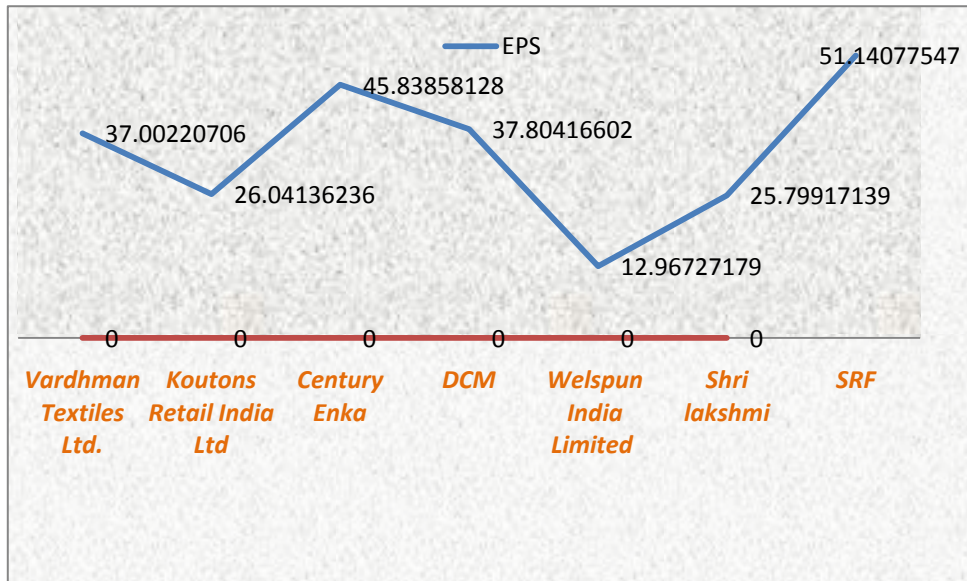 EPS
51.14077547
45.83858128
37.00220706
37.80416602
26.04136236
25.79917139
12.96727179
0 0 0 0 0 0
Vardhman Textiles Ltd.
Koutons Retail India Ltd
Century Enka
DCM
Welspun India Limited
Shri lakshmi
SRF